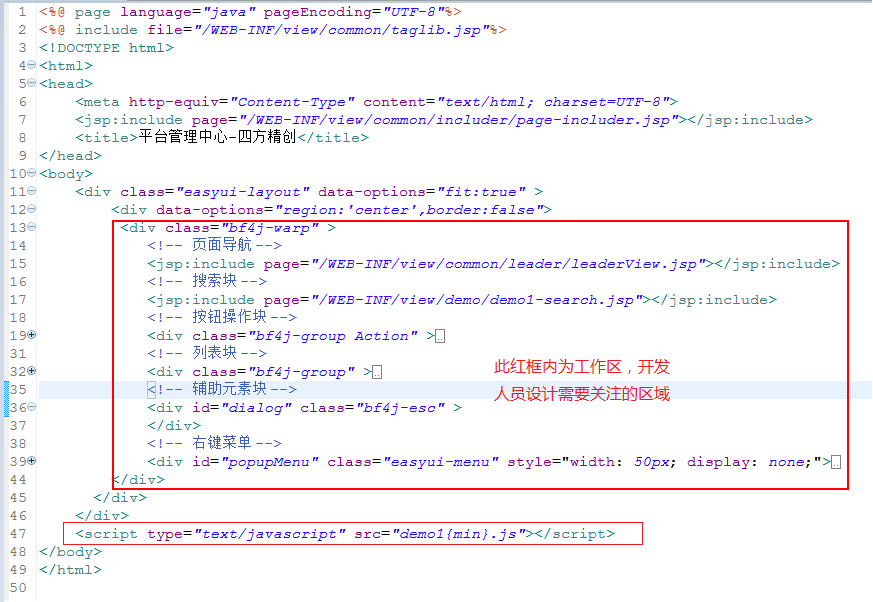 1 <%@ page language="java" pageEncoding="UTF-8"%>
2 <%@ include file="/WEB-INF/view/common/taglib.jsp"%>
3 <!DOCTYPE html>
4 <html>
5 <head>
6 <meta http-equiv="Content-Type" content="text/html; charset=UTF-8">
7 <jsp:include page="/WEB-INF/view/common/includer/page-includer.jsp"></jsp:include>
8 <title>平台管理中心-四方精创</title>
9 </head>
10 <body>
11 <div class="easyui-layout" data-options="fit:true" >
12 <div data-options="region:'center',border:false">
13 <div class="bf4j-warp" >
14 <!-- 页面导航 -->
15 <jsp:include page="/WEB-INF/view/common/leader/leaderView.jsp"></jsp:include>
16 <!-- 搜索块 -->
17 <jsp:include page="/WEB-INF/view/demo/demo1-search.jsp"></jsp:include>
18 <!-- 按钮操作块 -->
19 <div class="bf4j-group Action" >
31 <!-- 列表块 -->
32 <div class="bf4j-group" >
35 <!-- 辅助元素块 -->
36 <div id="dialog" class="bf4j-eso" >
37 </div>
38 <!-- 右键菜单 -->
39 <div id="popupMenu" class="easyui-menu" style="width: 50px; display: none;">
44 </div>
45 </div>
46 </div>
47 <script type="text/javascript" src="demo1{min}.js"></script>
48 </body>
49 </html>
50
此红框内为工作区，开发
人员设计需要关注的区域